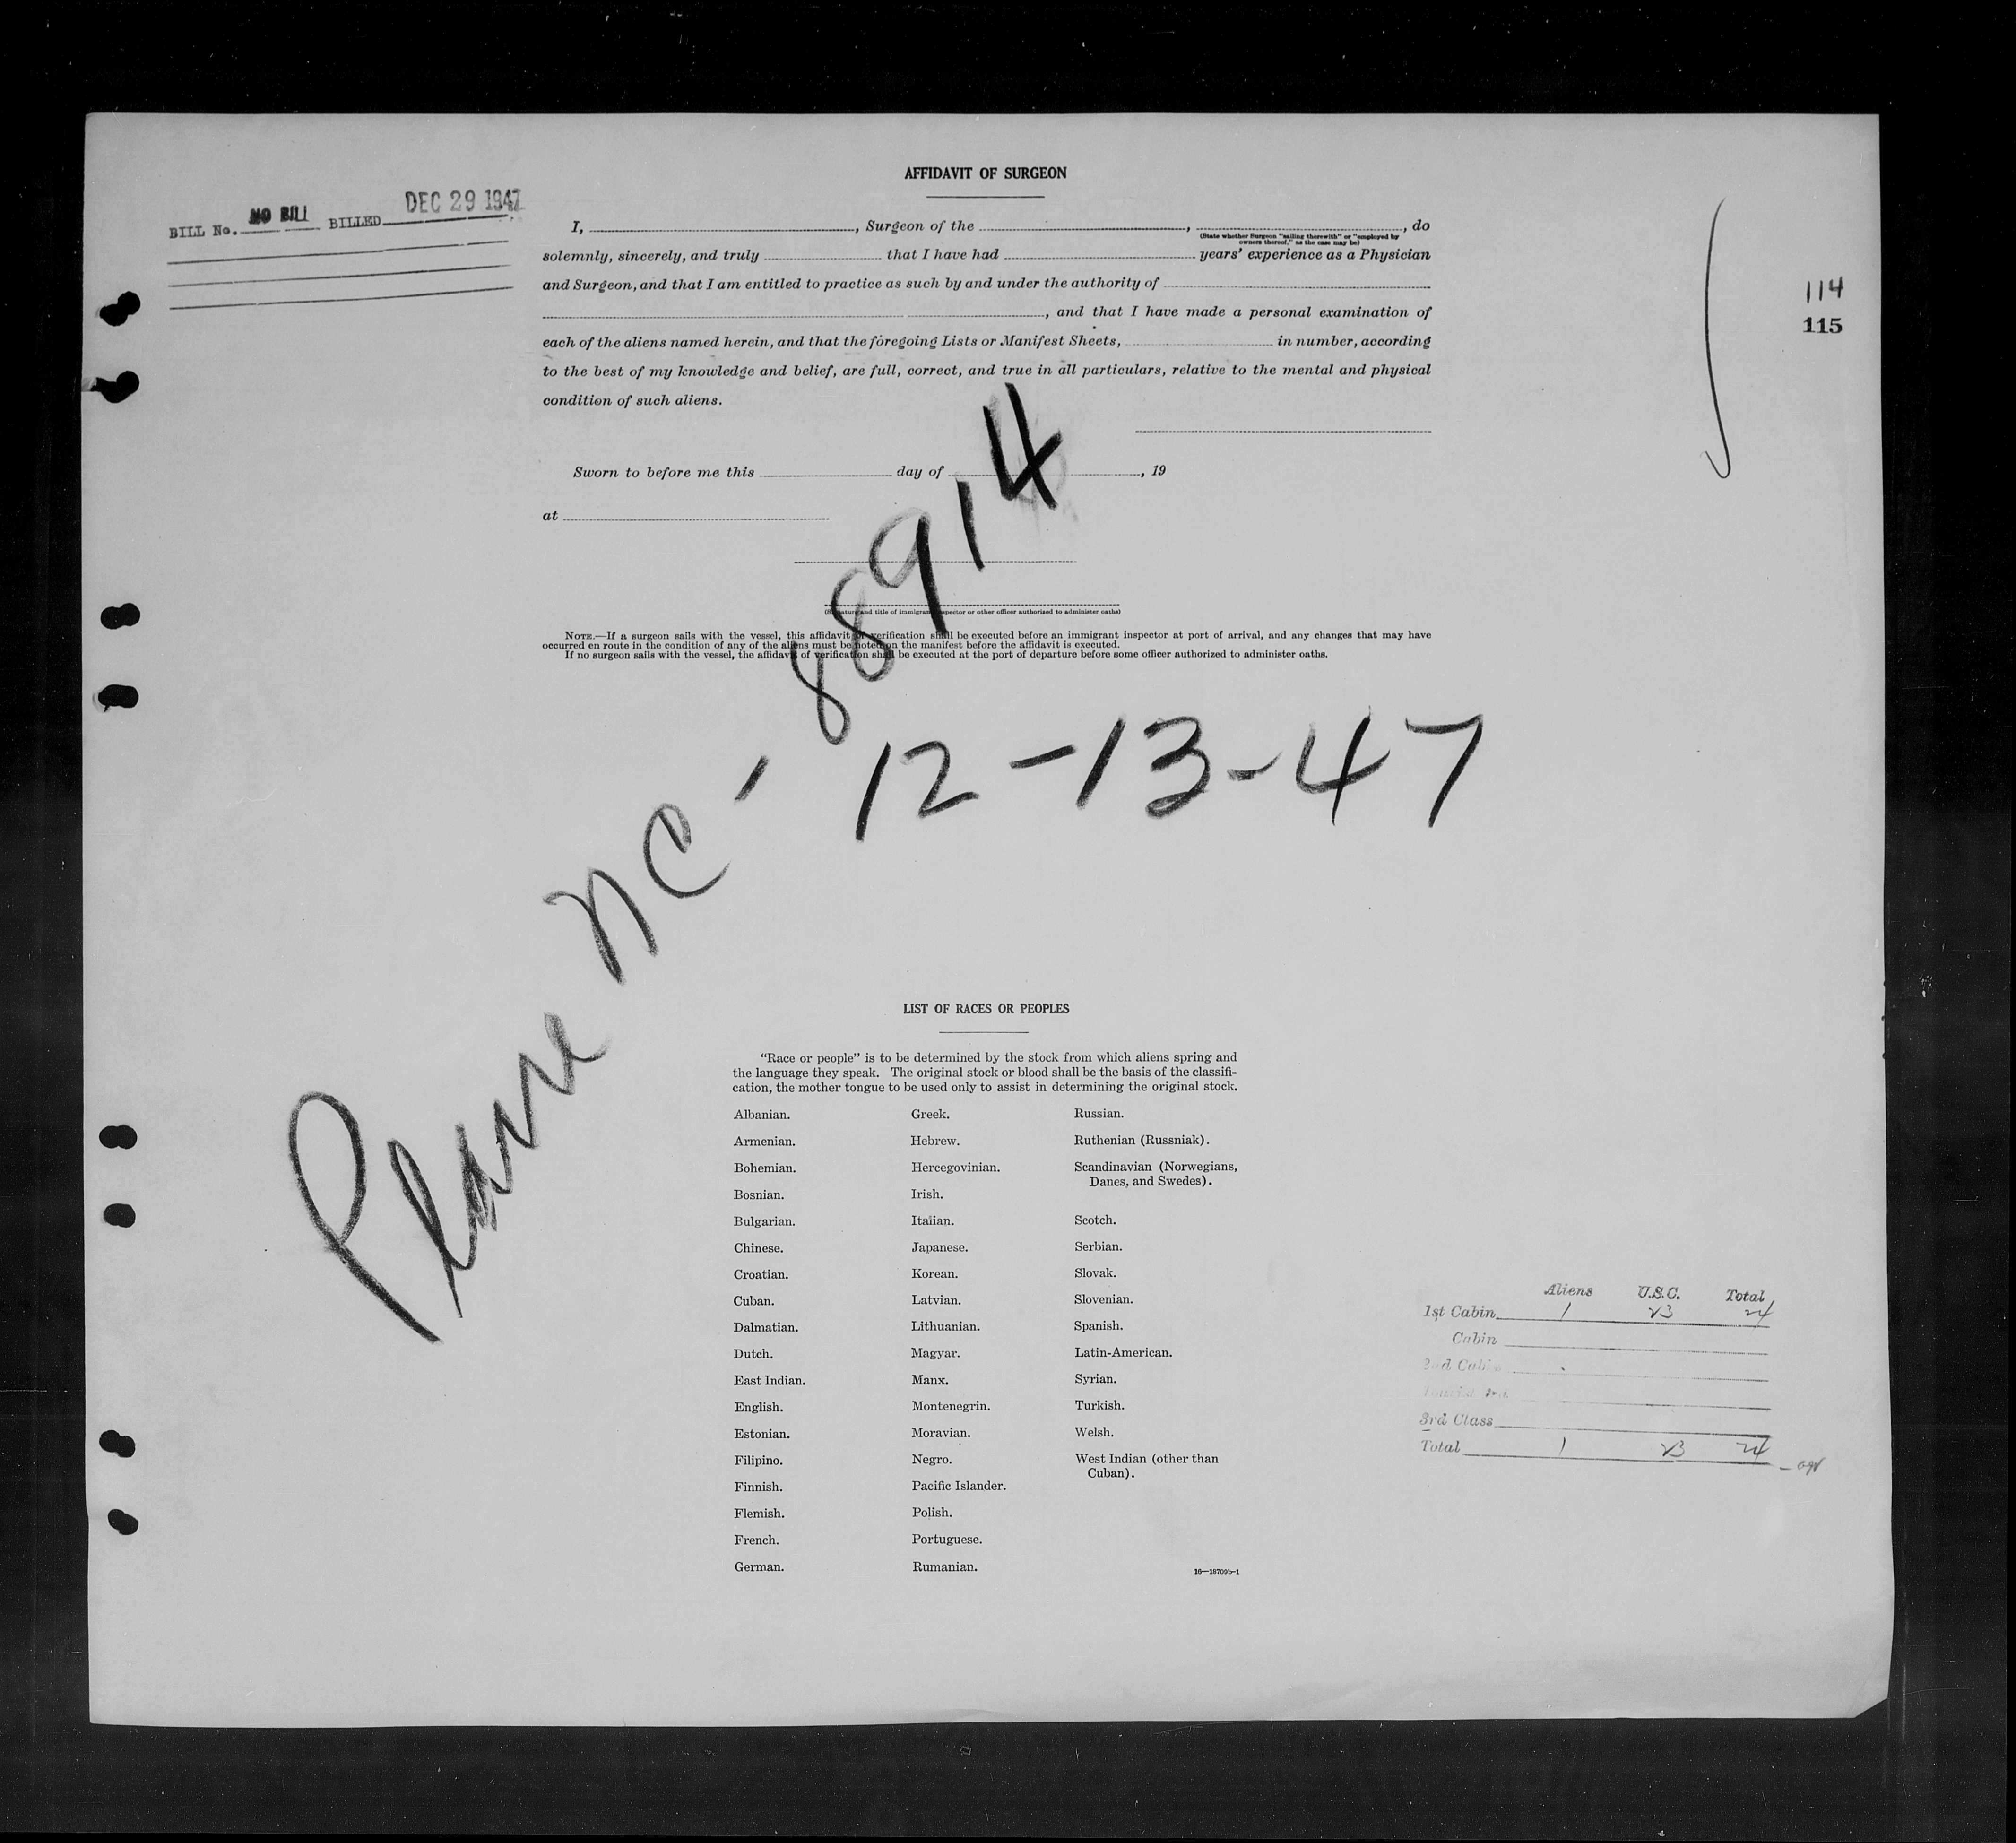 AFFIDAVIT OF SURGEON
BILL No. NO BILL BILLED DEC 29 1947
I, , Surgeon of the , , do
(State whether Surgeon "sailing therewith" or "employed by
owners thereof," as the case may be)
solemnly, sincerely, and truly that I have had years' experience as a Physician
and Surgeon, and that I am entitled to practice as such by and under the authority of
, and that I have made a personal examination of
each of the aliens named herein, and that the foregoing Lists or Manifest Sheets, in number, according
to the best of my knowledge and belief, are full, correct, and true in all particulars, relative to the mental and physical
condition of such aliens.
114
115
Sworn to before me this day of , 19
at
(Signature and title of immigrant inspector or other officer authorized to administer oaths)
NOTE.—If a surgeon sails with the vessel, this affidavit of verification shall be executed before an immigrant inspector at port of arrival, and any changes that may have
occurred en route in the condition of any of the aliens must be noted on the manifest before the affidavit is executed.
If no surgeon sails with the vessel, the affidavit of verification shall be executed at the port of departure before some officer authorized to administer oaths.
Plane NC - 88914
12-13-47
LIST OF RACES OR PEOPLES
"Race or people" is to be determined by the stock from which aliens spring and
the language they speak. The original stock or blood shall be the basis of the classifi-
cation, the mother tongue to be used only to assist in determining the original stock.
Albanian.
Armenian.
Bohemian.
Bosnian.
Bulgarian.
Chinese.
Croatian.
Cuban.
Dalmatian.
Dutch.
East Indian.
English.
Estonian.
Filipino.
Finnish.
Flemish.
French.
German.
Greek.
Hebrew.
Hercegovinian.
Irish.
Italian.
Japanese.
Korean.
Latvian.
Lithuanian.
Magyar.
Manx.
Montenegrin.
Moravian.
Negro.
Pacific Islander.
Polish.
Portuguese.
Rumanian.
Russian.
Ruthenian (Russniak).
Scandinavian (Norwegians,
Danes, and Swedes).
Scotch.
Serbian.
Slovak.
Slovenian.
Spanish.
Latin-American.
Syrian.
Turkish.
Welsh.
West Indian (other than
Cuban).
Aliens U.S.C. Total
1st Cabin 1 23 24
Cabin
2nd Cabin
3rd Class
Total 1 23 24